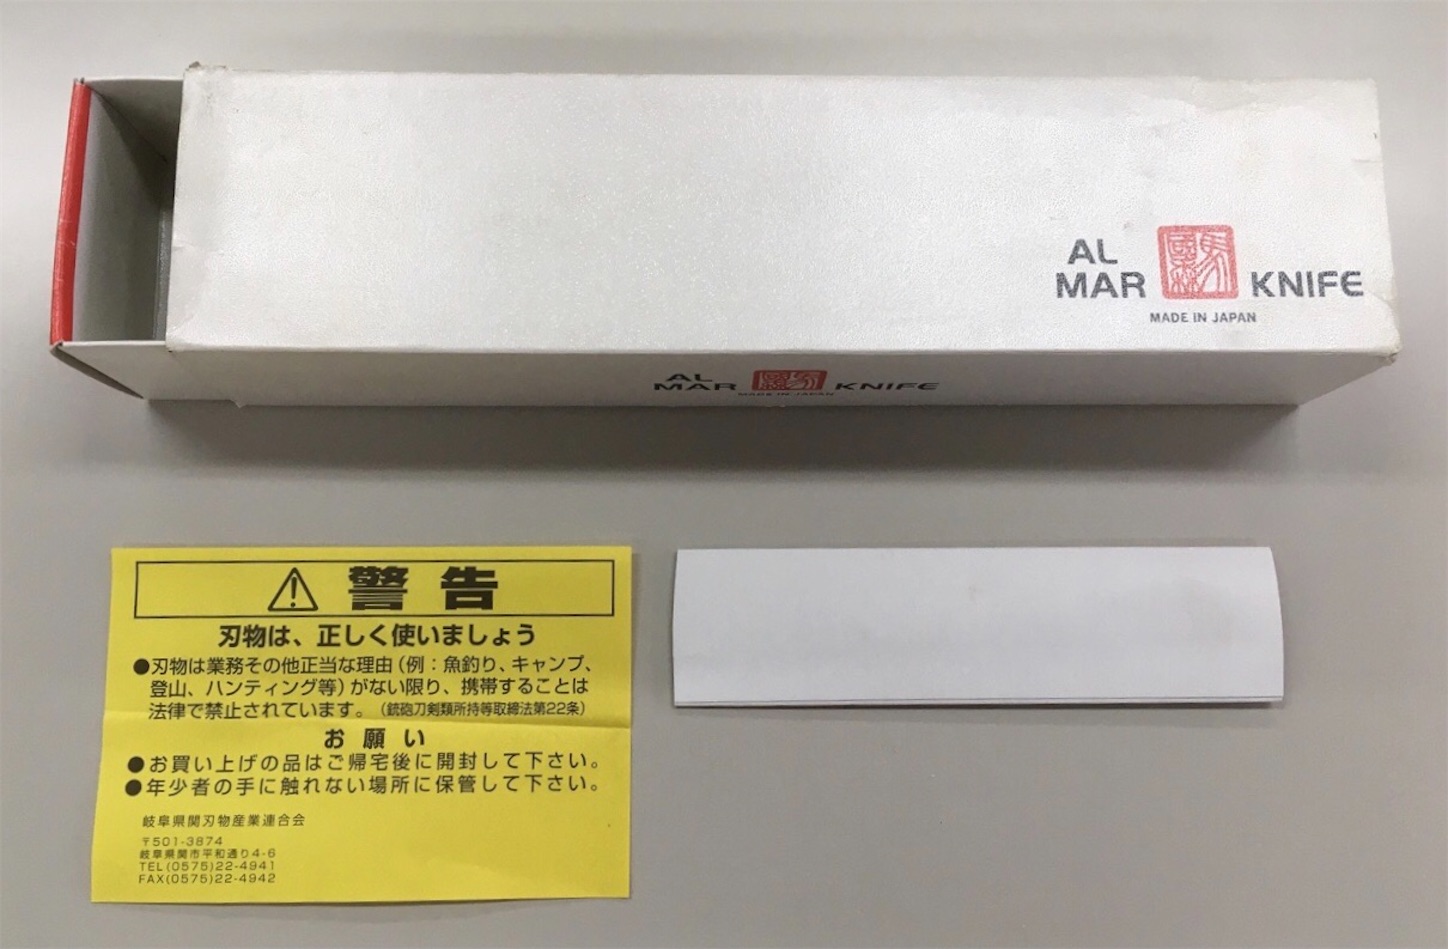 AL
MAR KNIFE
MADE IN JAPAN
AL
MAR KNIFE
MADE IN JAPAN
警告
刃物は、正しく使いましょう
●刃物は業務その他正当な理由(例：魚釣り、キャンプ、
登山、ハンティング等)がない限り、携帯することは
法律で禁止されています。(銃砲刀剣類所持等取締法第22条)
お願い
●お買い上げの品はご帰宅後に開封して下さい。
●年少者の手に触れない場所に保管して下さい。
岐阜県関刃物産業連合会
〒501-3874
岐阜県関市平和通り4-6
TEL(0575)22-4941
FAX(0575)22-4942